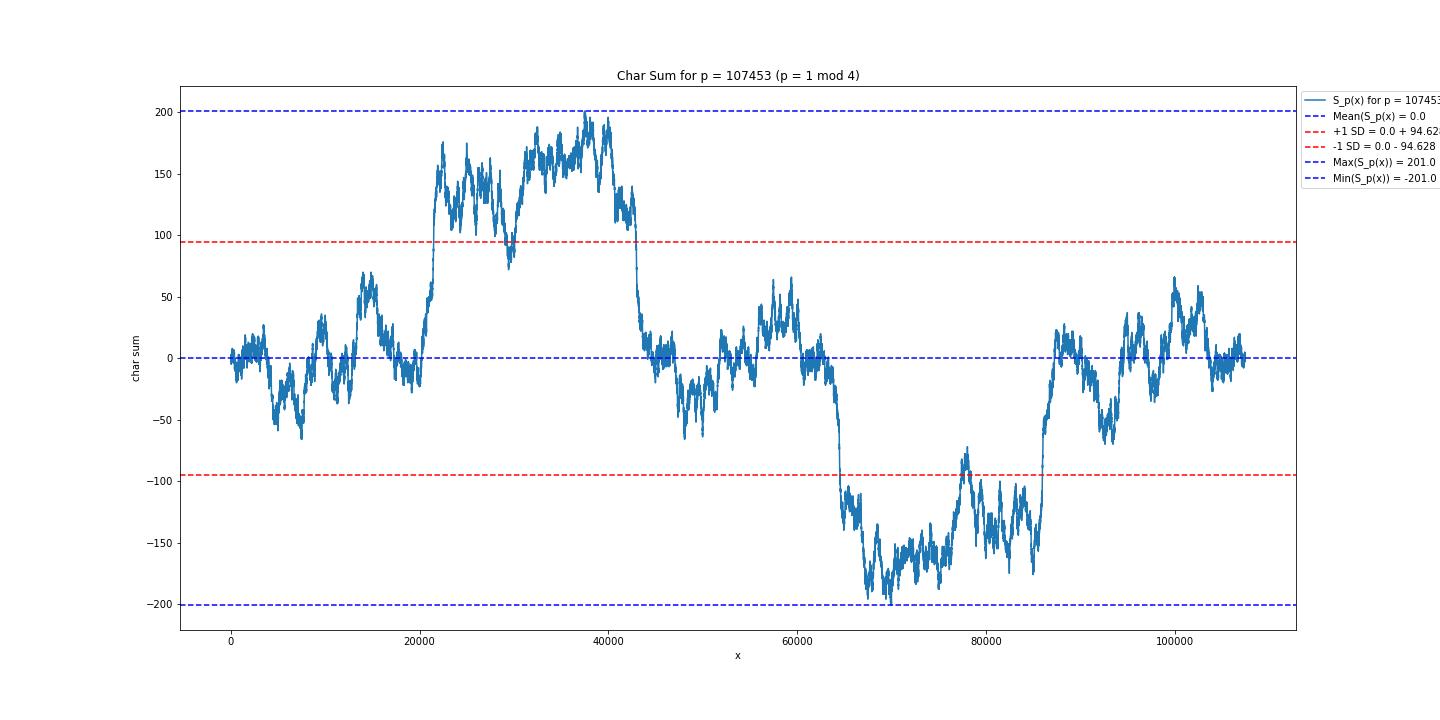 Char Sum for p = 107453 (p = 1 mod 4)
S_p(x) for p = 107453
Mean(S_p(x) = 0.0
+1 SD = 0.0 + 94.628
-1 SD = 0.0 - 94.628
Max(S_p(x)) = 201.0
Min(S_p(x)) = -201.0
char sum
200
150
100
50
0
−50
−100
−150
−200
0
20000
40000
60000
80000
100000
x